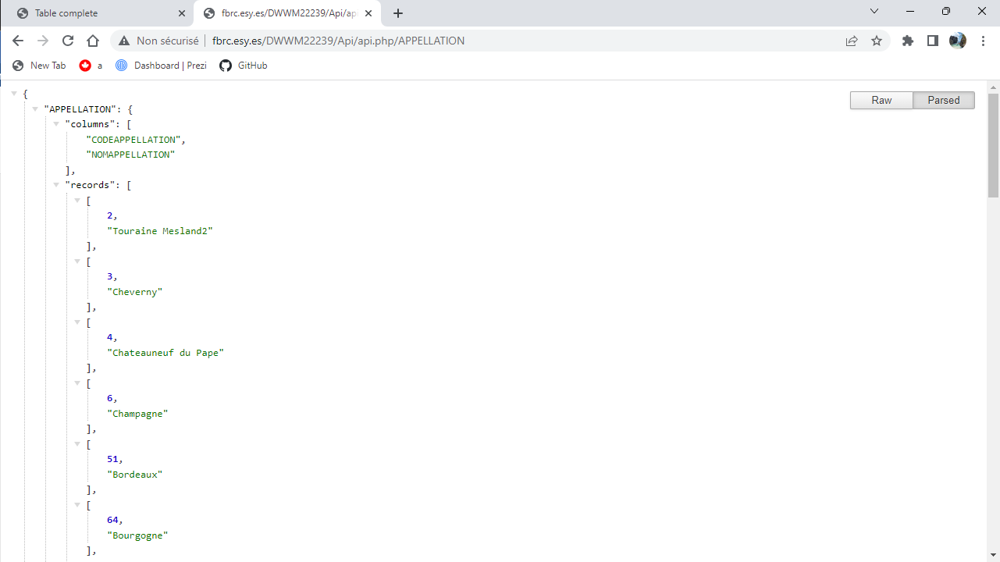 Table complete
fbrc.esy.es/DWWM22239/Api/ap
Non sécurisé
fbrc.esy.es/DWWM22239/Api/api.php/APPELLATION
New Tab
a
Dashboard | Prezi
GitHub
Raw
Parsed
{
"APPELLATION": {
"columns": [
"CODEAPPELLATION",
"NOMAPPELLATION"
],
"records": [
[
2,
"Touraine Mesland2"
],
[
3,
"Cheverny"
],
[
4,
"Chateauneuf du Pape"
],
[
6,
"Champagne"
],
[
51,
"Bordeaux"
],
[
64,
"Bourgogne"
],